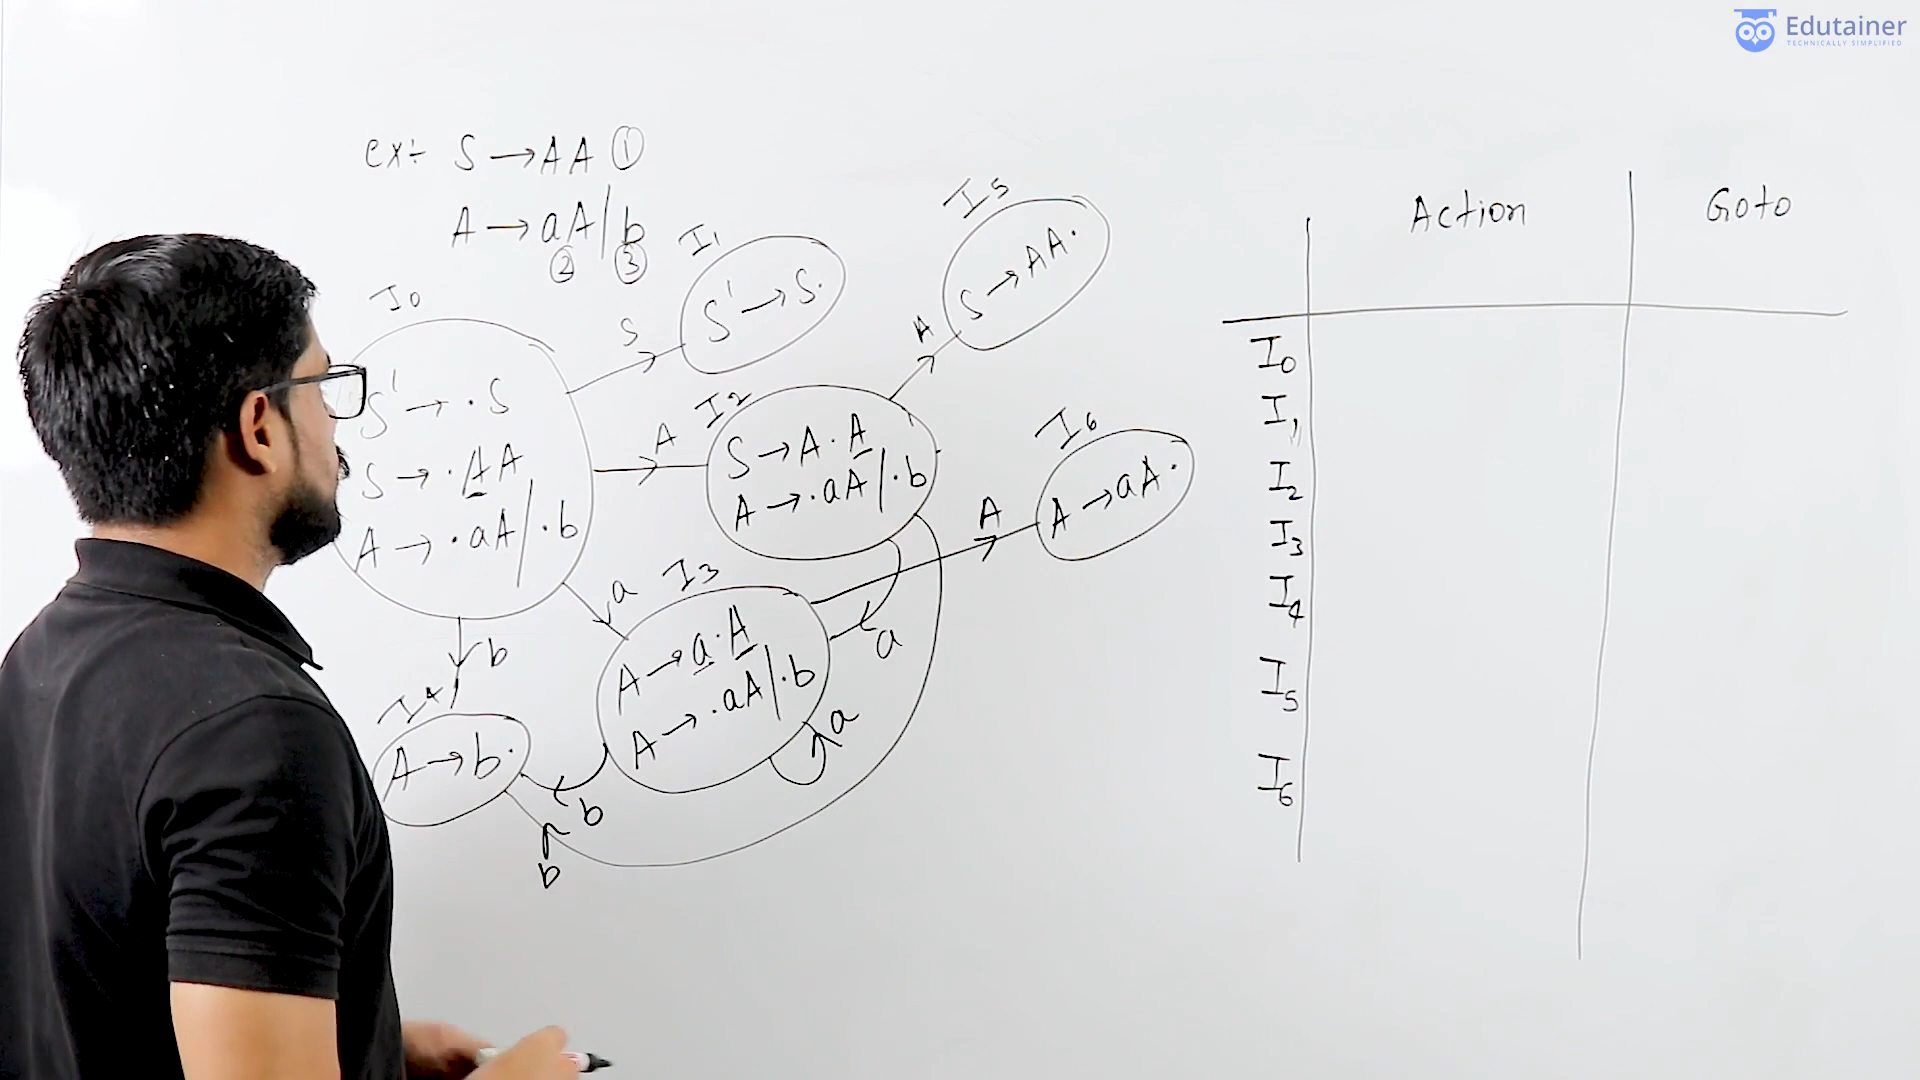 Edutainer
TECHNICALLY SIMPLIFIED
ex:- S → AA ①
A → aA/b
② ③
I0
S' → .S
S → .AA
A → .aA/.b
S
I1
S' → S.
A
I2
S → A.A
A → .aA/.b
A
I5
S → AA.
a
I3
A → a.A
A → .aA/.b
a
a
A
I6
A → aA.
b
I4
A → b.
b
b
Action Goto
I0
I1
I2
I3
I4
I5
I6